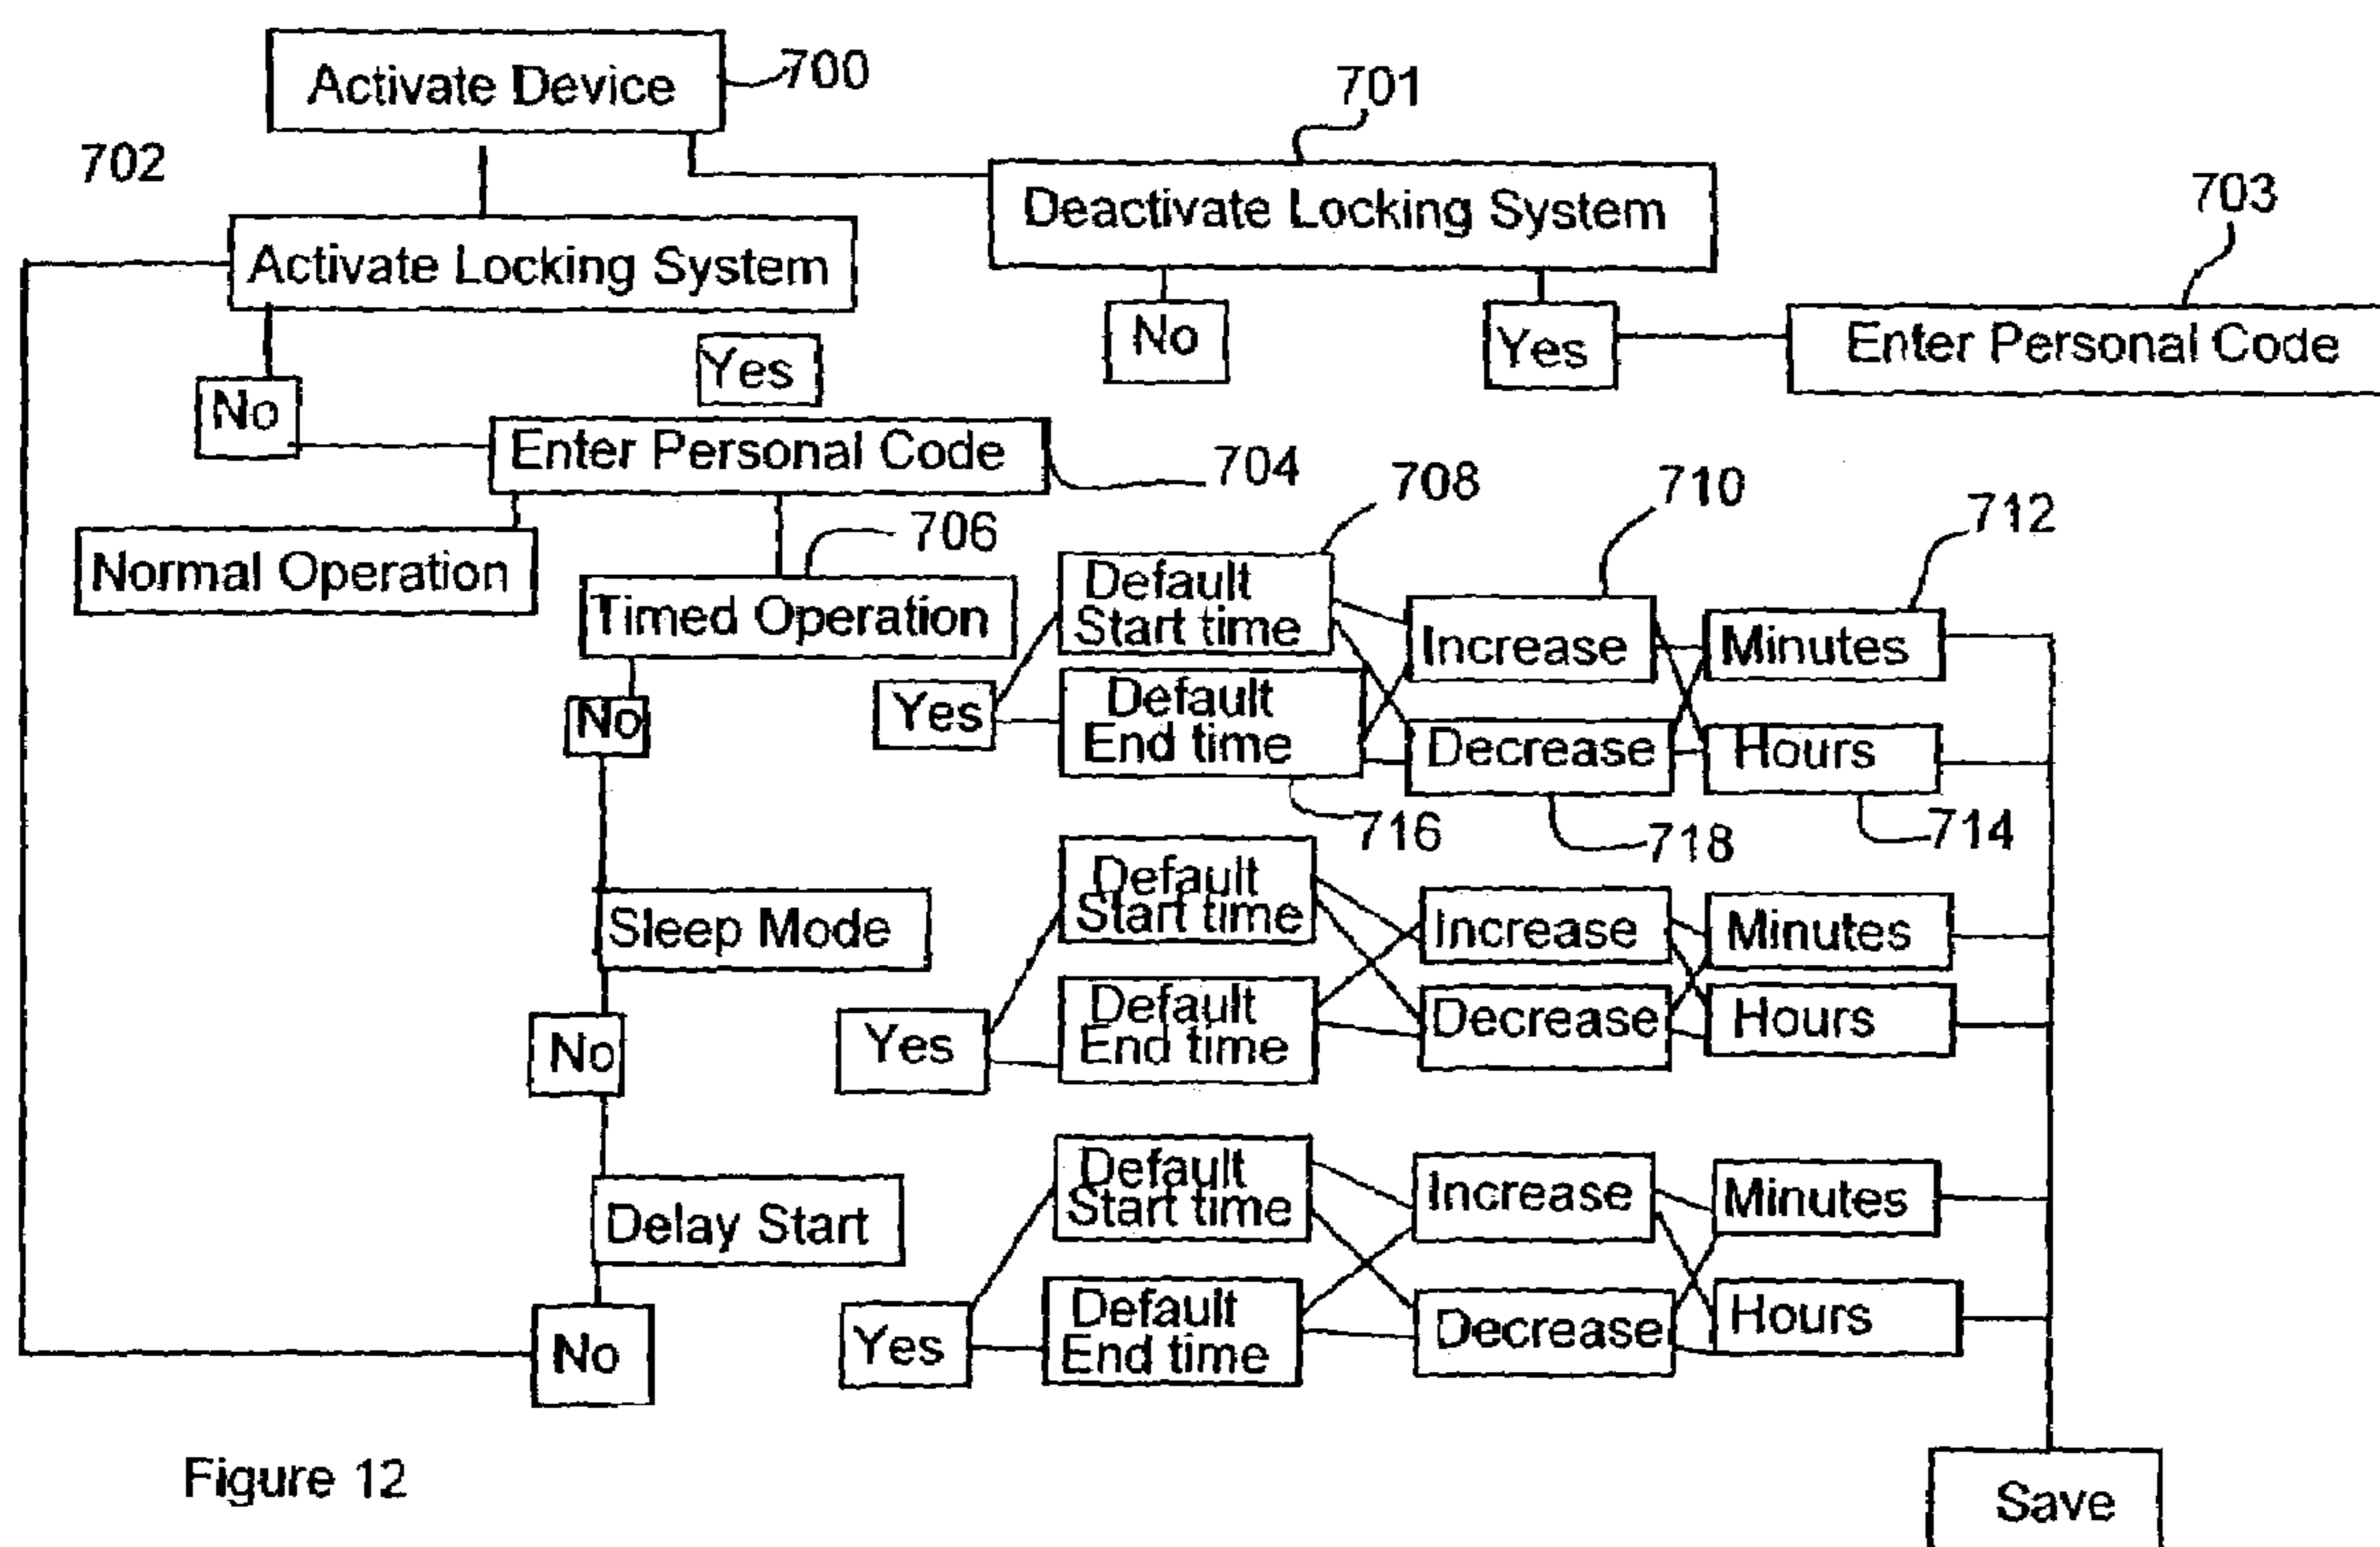 Activate Device
700
701
702
Deactivate Locking System
703
Activate Locking System
No
Yes
Enter Personal Code
Yes
No
Enter Personal Code
704
708
710
712
Normal Operation
706
Timed Operation
Default
Start time
Increase
Minutes
No
Yes
Default
End time
Decrease
Hours
716
718
714
Default
Start time
Sleep Mode
Increase
Minutes
No
Yes
Default
End time
Decrease
Hours
Default
Start time
Increase
Minutes
Delay Start
No
Yes
Default
End time
Decrease
Hours
Figure 12
Save